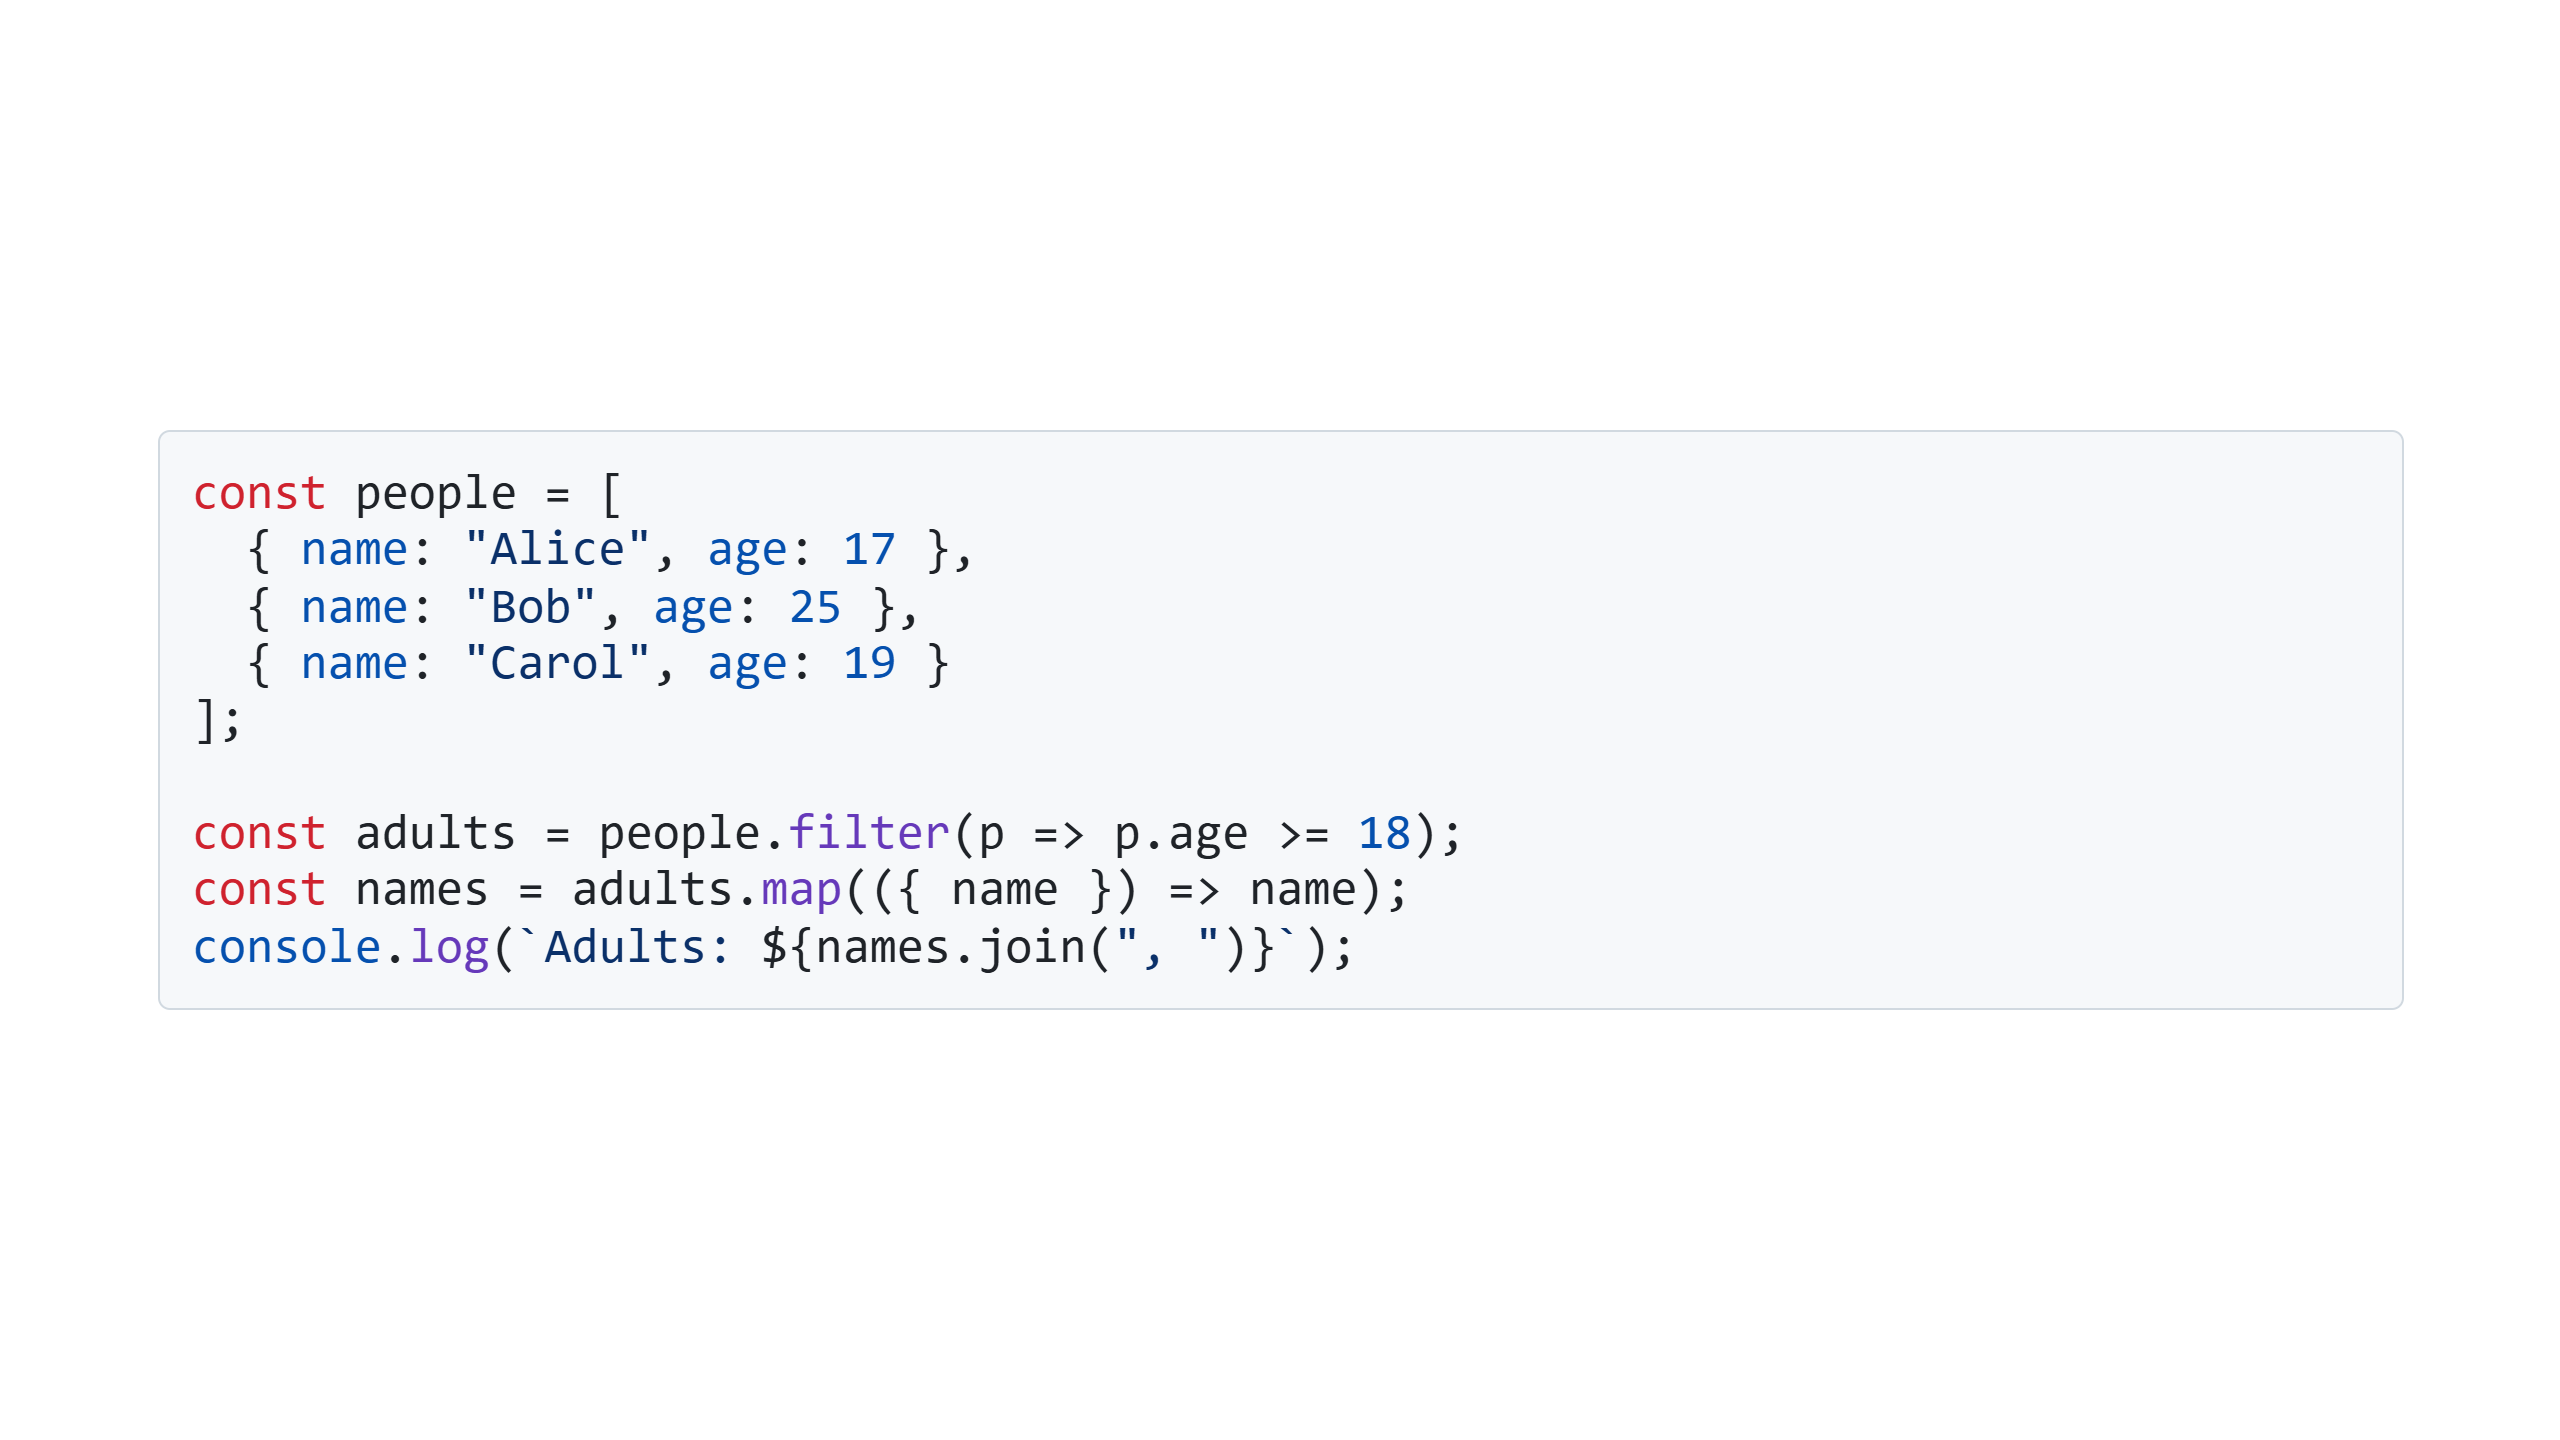 const people = [
  { name: "Alice", age: 17 },
  { name: "Bob", age: 25 },
  { name: "Carol", age: 19 }
];

const adults = people.filter(p => p.age >= 18);
const names = adults.map(({ name }) => name);
console.log(`Adults: ${names.join(", ")}`);